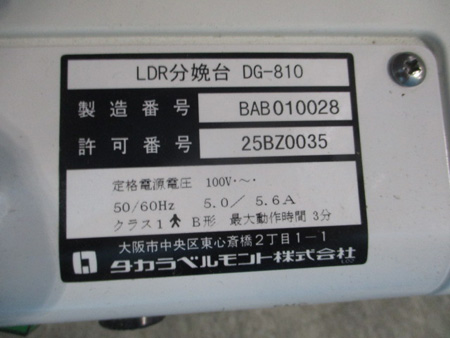 LDR分娩台 DG-810
製造番号 BAB010028
許可番号 25BZ0035
定格電源電圧 100V・～・
50/60Hz 5.0/ 5.6A
クラス1 B形 最大動作時間 3分
大阪市中央区東心斎橋2丁目1-1
タカラベルモント株式会社